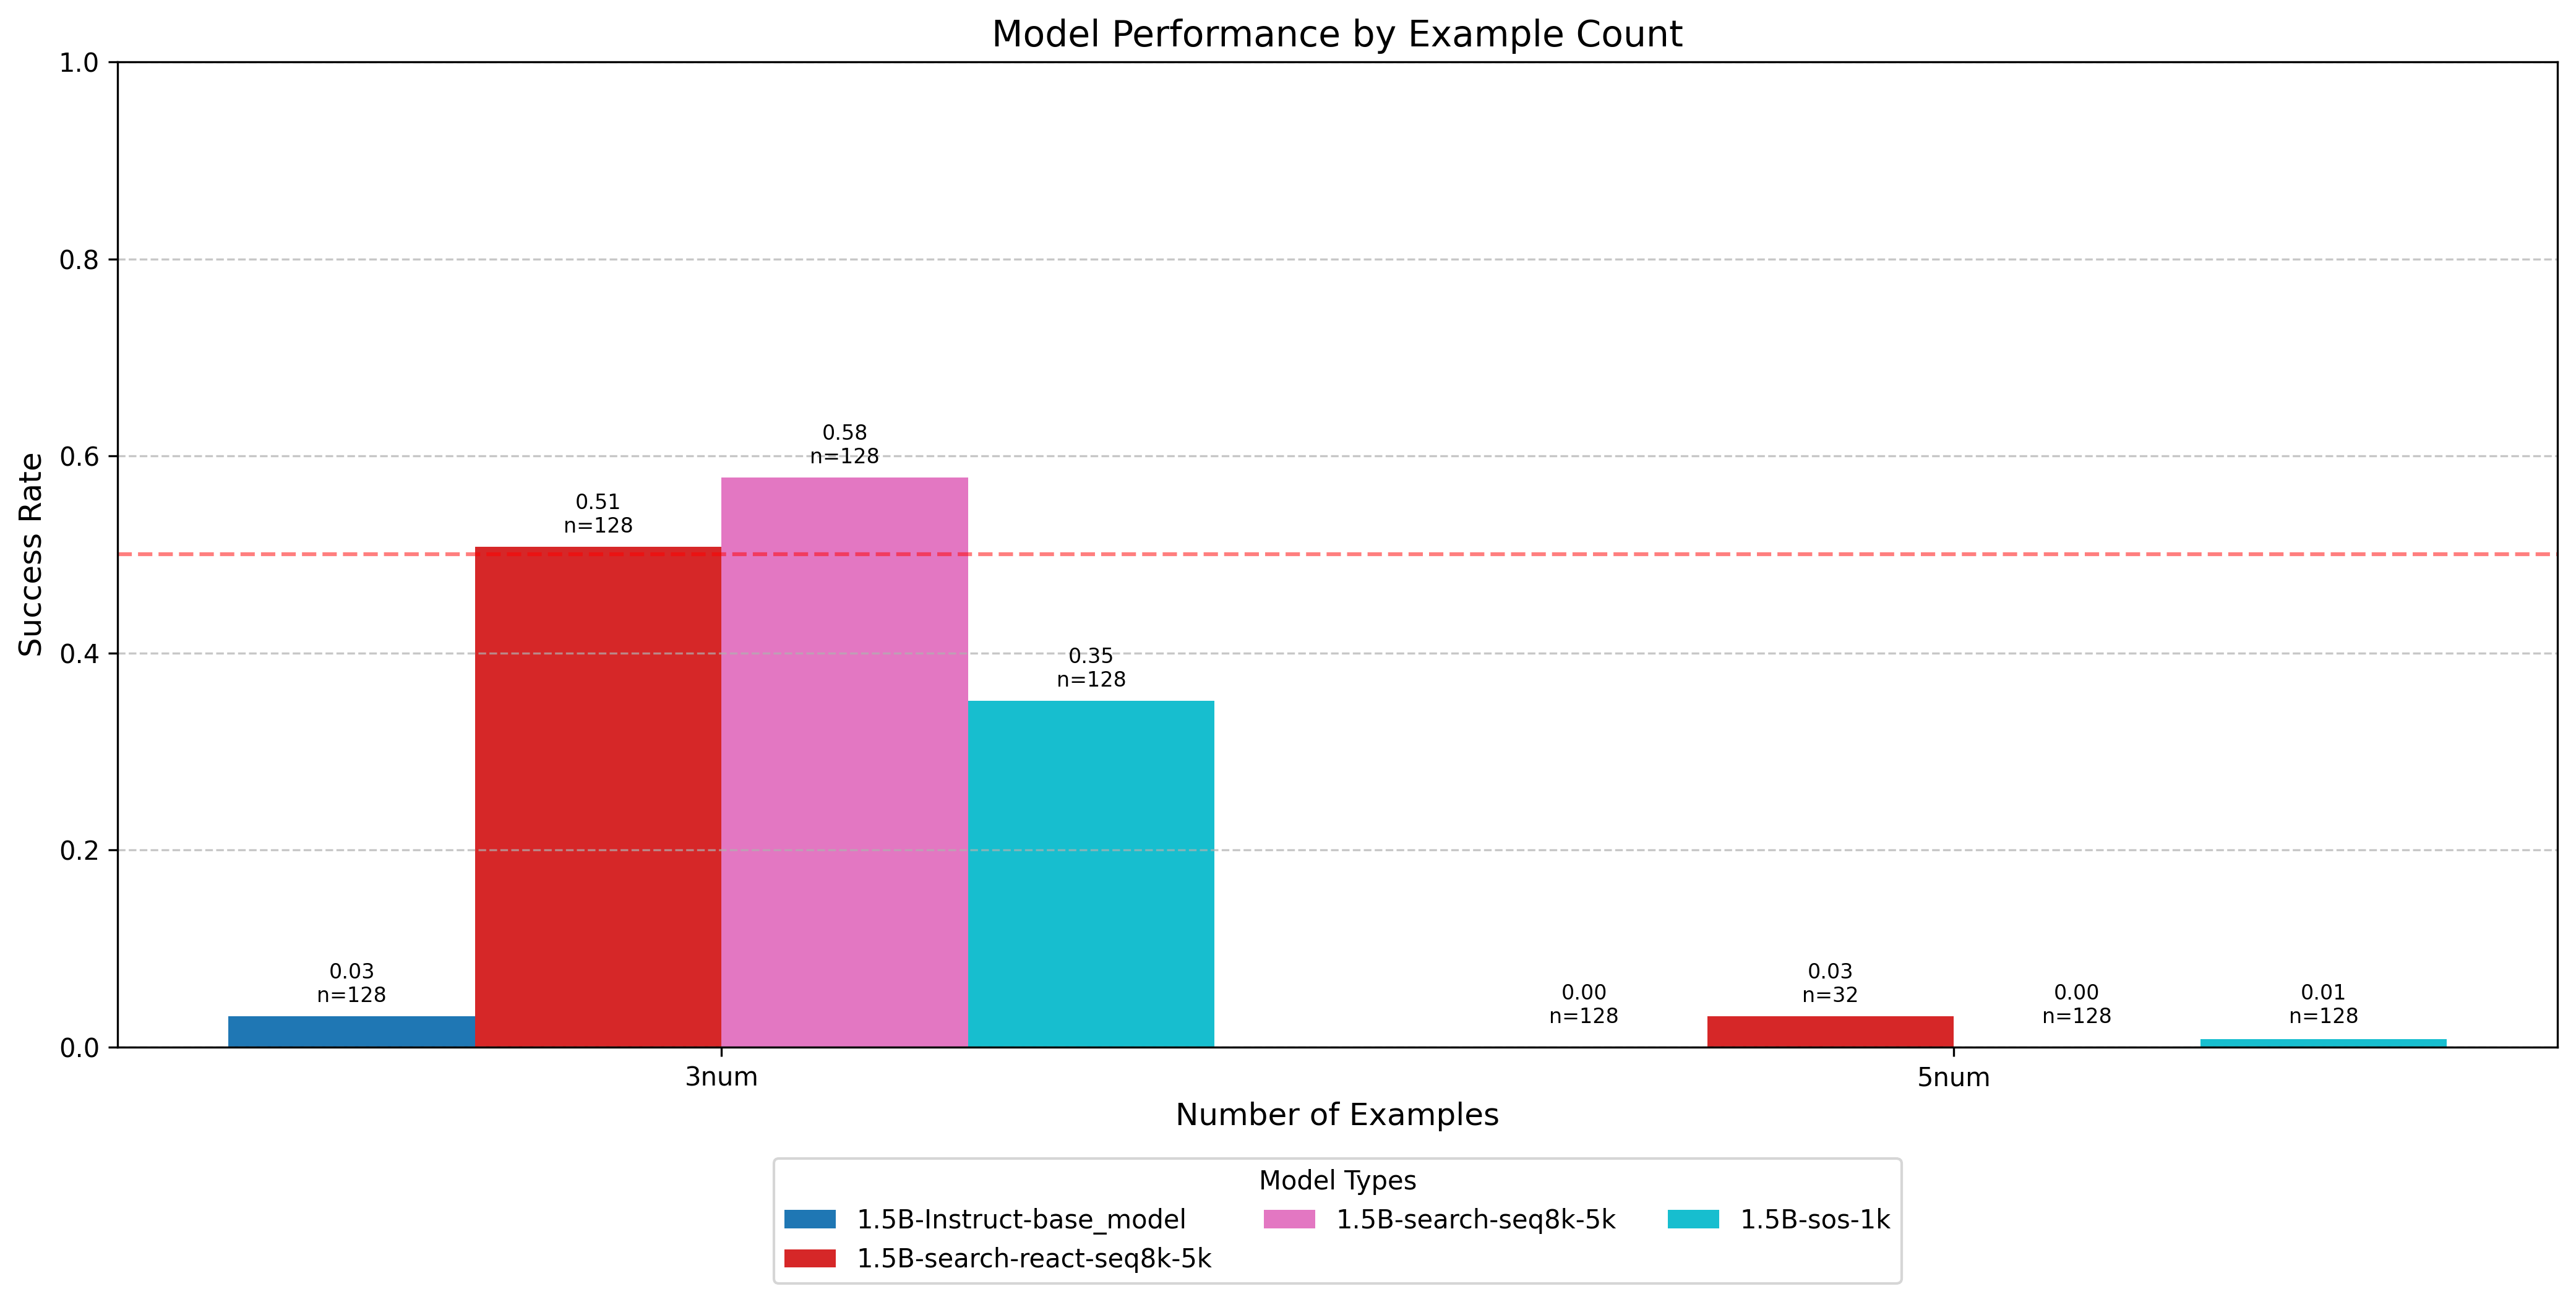 Model Performance by Example Count
1.0
0.8
0.6
0.4
0.2
0.0
Success Rate
0.03
n=128
0.51
n=128
0.58
n=128
0.35
n=128
0.00
n=128
0.03
n=32
0.00
n=128
0.01
n=128
3num
5num
Number of Examples
Model Types
1.5B-Instruct-base_model
1.5B-search-react-seq8k-5k
1.5B-search-seq8k-5k
1.5B-sos-1k